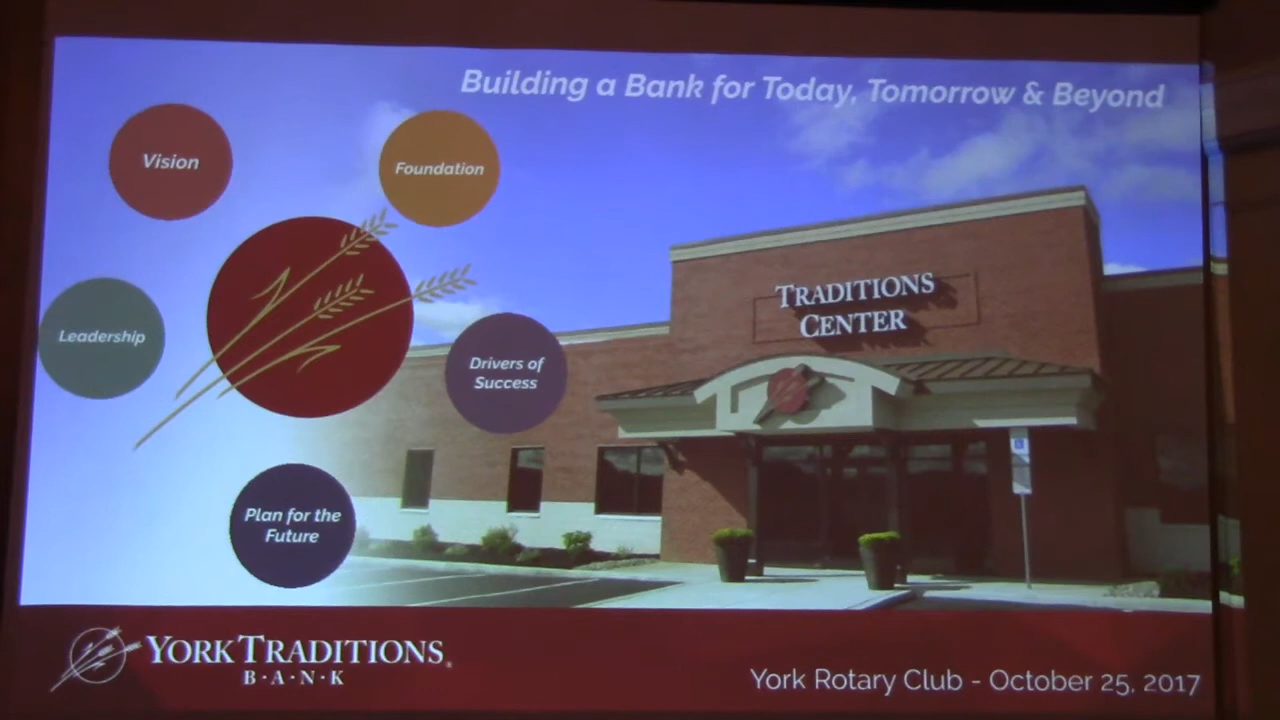 Building a Bank for Today, Tomorrow & Beyond
Vision
Foundation
Leadership
Drivers of
Success
Plan for the
Future
TRADITIONS
CENTER
YORK TRADITIONS®
B·A·N·K
York Rotary Club - October 25, 2017